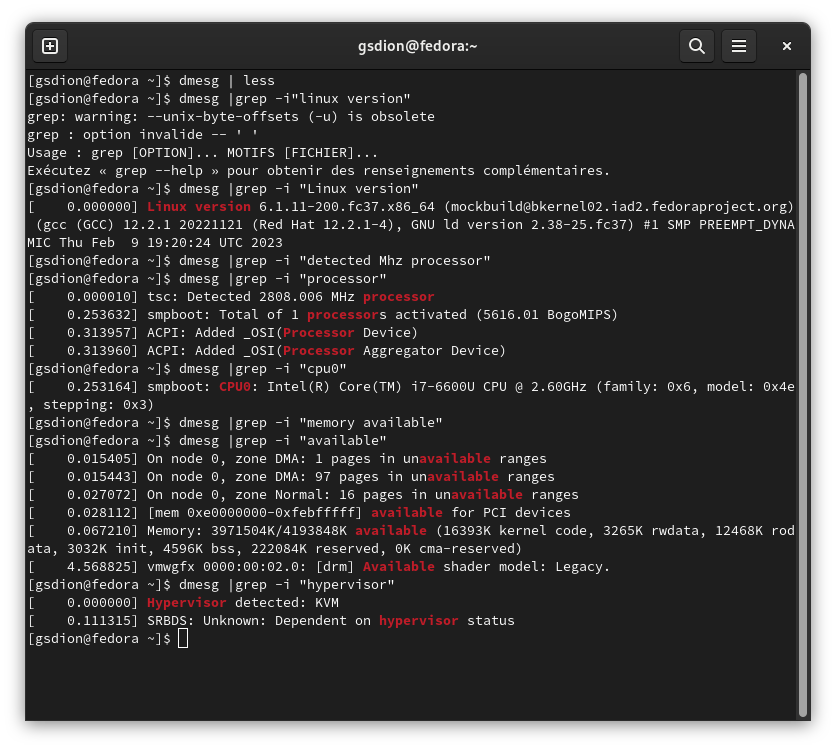 gsdion@fedora:~
[gsdion@fedora ~]$ dmesg | less
[gsdion@fedora ~]$ dmesg |grep -i"linux version"
grep: warning: --unix-byte-offsets (-u) is obsolete
grep : option invalide -- ' '
Usage : grep [OPTION]... MOTIFS [FICHIER]...
Exécutez « grep --help » pour obtenir des renseignements complémentaires.
[gsdion@fedora ~]$ dmesg |grep -i "Linux version"
[    0.000000] Linux version 6.1.11-200.fc37.x86_64 (mockbuild@bkernel02.iad2.fedoraproject.org)
 (gcc (GCC) 12.2.1 20221121 (Red Hat 12.2.1-4), GNU ld version 2.38-25.fc37) #1 SMP PREEMPT_DYNA
MIC Thu Feb  9 19:20:24 UTC 2023
[gsdion@fedora ~]$ dmesg |grep -i "detected Mhz processor"
[gsdion@fedora ~]$ dmesg |grep -i "processor"
[    0.000010] tsc: Detected 2808.006 MHz processor
[    0.253632] smpboot: Total of 1 processors activated (5616.01 BogoMIPS)
[    0.313957] ACPI: Added _OSI(Processor Device)
[    0.313960] ACPI: Added _OSI(Processor Aggregator Device)
[gsdion@fedora ~]$ dmesg |grep -i "cpu0"
[    0.253164] smpboot: CPU0: Intel(R) Core(TM) i7-6600U CPU @ 2.60GHz (family: 0x6, model: 0x4e
, stepping: 0x3)
[gsdion@fedora ~]$ dmesg |grep -i "memory available"
[gsdion@fedora ~]$ dmesg |grep -i "available"
[    0.015405] On node 0, zone DMA: 1 pages in unavailable ranges
[    0.015443] On node 0, zone DMA: 97 pages in unavailable ranges
[    0.027072] On node 0, zone Normal: 16 pages in unavailable ranges
[    0.028112] [mem 0xe0000000-0xfebfffff] available for PCI devices
[    0.067210] Memory: 3971504K/4193848K available (16393K kernel code, 3265K rwdata, 12468K rod
ata, 3032K init, 4596K bss, 222084K reserved, 0K cma-reserved)
[    4.568825] vmwgfx 0000:00:02.0: [drm] Available shader model: Legacy.
[gsdion@fedora ~]$ dmesg |grep -i "hypervisor"
[    0.000000] Hypervisor detected: KVM
[    0.111315] SRBDS: Unknown: Dependent on hypervisor status
[gsdion@fedora ~]$